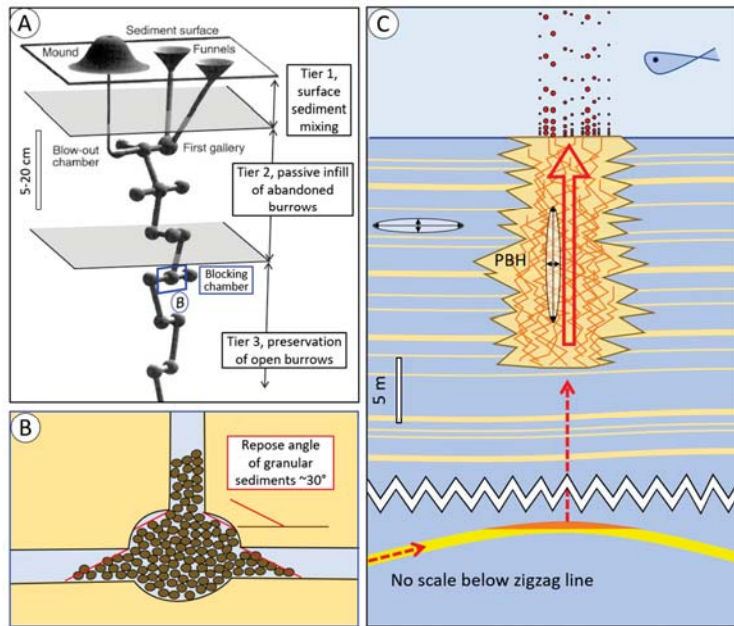 A
Sediment surface
Mound
Funnels
Tier 1,
surface
sediment
mixing
Blow-out
chamber
First gallery
5-20 cm
Tier 2, passive infill
of abandoned
burrows
Blocking
chamber
B
Tier 3, preservation
of open burrows
B
Repose angle
of granular
sediments ~30°
C
PBH
5 m
No scale below zigzag line